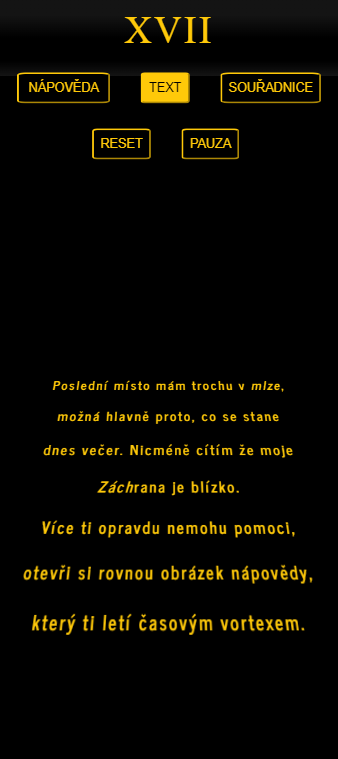 XVII
NÁPOVĚDA TEXT SOUŘADNICE
RESET PAUZA
Poslední místo mám trochu v mlze,
možná hlavně proto, co se stane
dnes večer. Nicméně cítím že moje
Záchrana je blízko.
Více ti opravdu nemohu pomoci,
otevři si rovnou obrázek nápovědy,
který ti letí časovým vortexem.